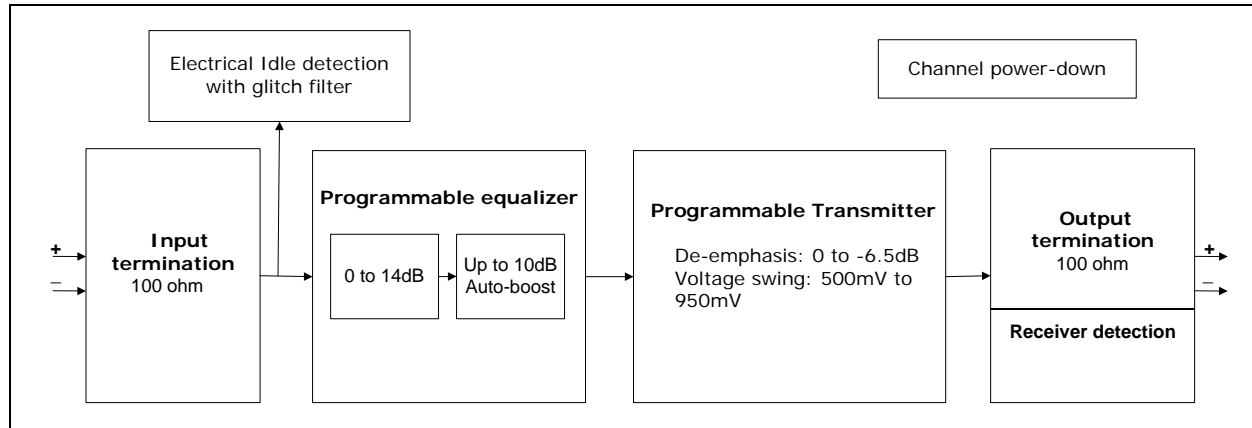 Electrical Idle detection
with glitch filter
Channel power-down
+
–
Input
termination
100 ohm
Programmable equalizer
0 to 14dB
Up to 10dB
Auto-boost
Programmable Transmitter
De-emphasis: 0 to -6.5dB
Voltage swing: 500mV to
950mV
Output
termination
100 ohm
+
–
Receiver detection